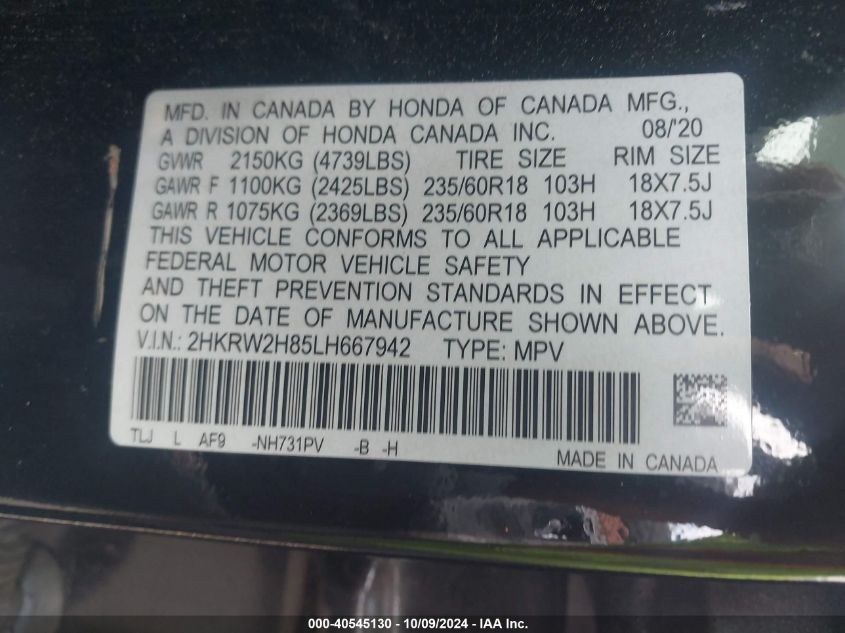 MFD. IN CANADA BY HONDA OF CANADA MFG.,
A DIVISION OF HONDA CANADA INC. 08/'20
GVWR 2150KG (4739LBS) TIRE SIZE RIM SIZE
GAWR F 1100KG (2425LBS) 235/60R18 103H 18X7.5J
GAWR R 1075KG (2369LBS) 235/60R18 103H 18X7.5J
THIS VEHICLE CONFORMS TO ALL APPLICABLE
FEDERAL MOTOR VEHICLE SAFETY
AND THEFT PREVENTION STANDARDS IN EFFECT
ON THE DATE OF MANUFACTURE SHOWN ABOVE.
V.I.N.: 2HKRW2H85LH667942 TYPE: MPV
TLJ L AF9 -NH731PV -B -H
MADE IN CANADA
000-40545130 - 10/09/2024 - IAA Inc.